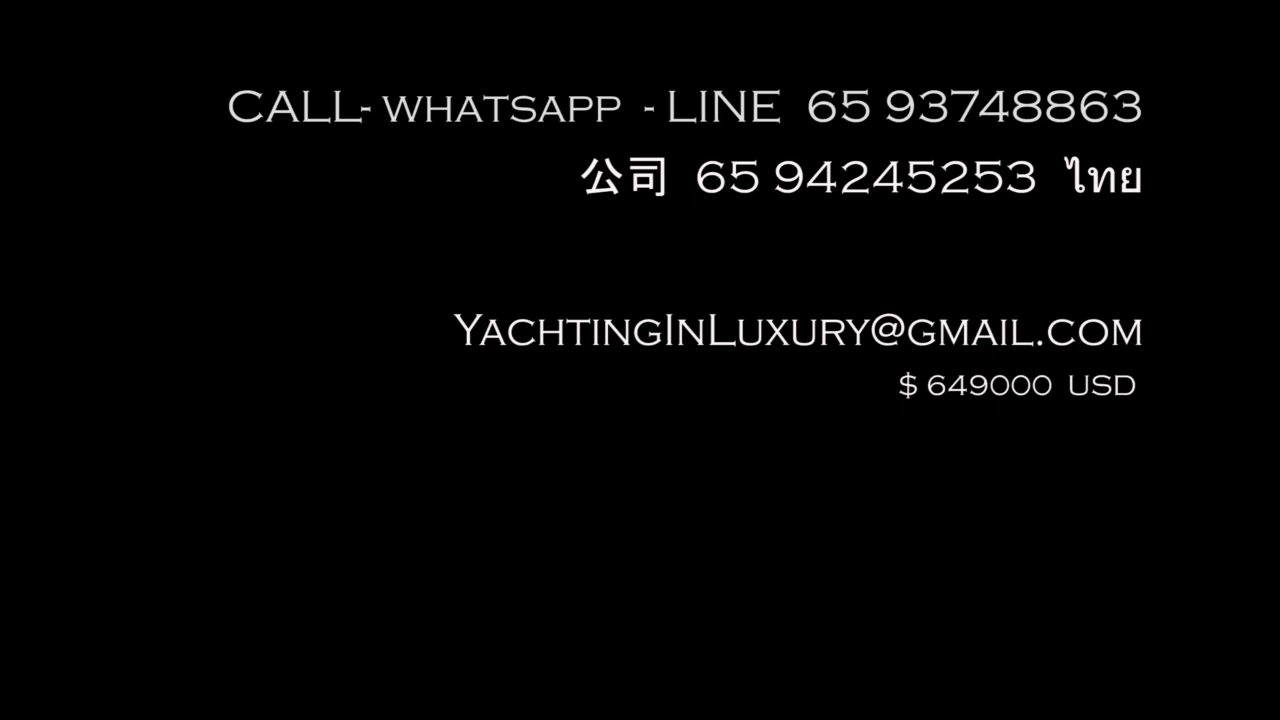 CALL- WHATSAPP - LINE 65 93748863
公司 65 94245253 ไทย
YACHTINGINLUXURY@GMAIL.COM
$ 649000 USD